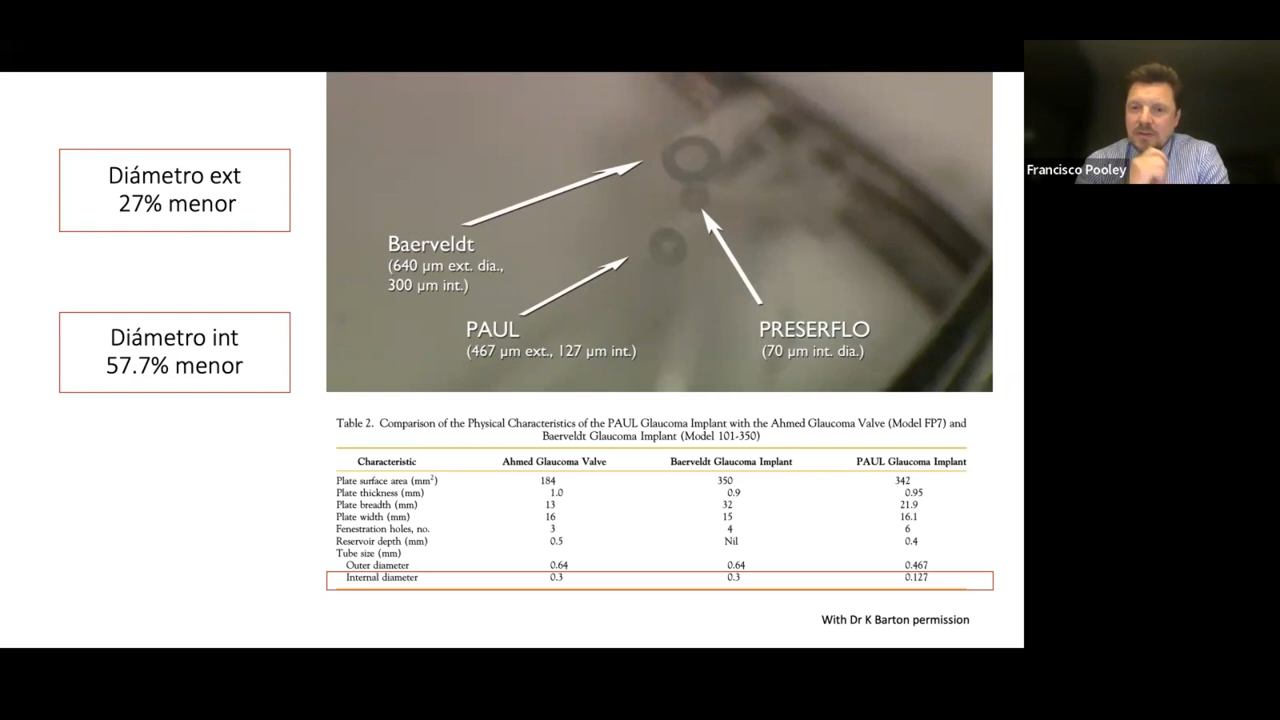 Diámetro ext
27% menor
Diámetro int
57.7% menor
Baerveldt
(640 µm ext. dia.,
300 µm int.)
PAUL
(467 µm ext., 127 µm int.)
PRESERFLO
(70 µm int. dia.)
Francisco Pooley
Table 2. Comparison of the Physical Characteristics of the PAUL Glaucoma Implant with the Ahmed Glaucoma Valve (Model FP7) and
Baerveldt Glaucoma Implant (Model 101-350)
Characteristic Ahmed Glaucoma Valve Baerveldt Glaucoma Implant PAUL Glaucoma Implant
Plate surface area (mm²) 184 350 342
Plate thickness (mm) 1.0 0.9 0.95
Plate breadth (mm) 13 32 21.9
Plate width (mm) 16 15 16.1
Fenestration holes, no. 3 4 6
Reservoir depth (mm) 0.5 Nil 0.4
Tube size (mm)
Outer diameter 0.64 0.64 0.467
Internal diameter 0.3 0.3 0.127
With Dr K Barton permission